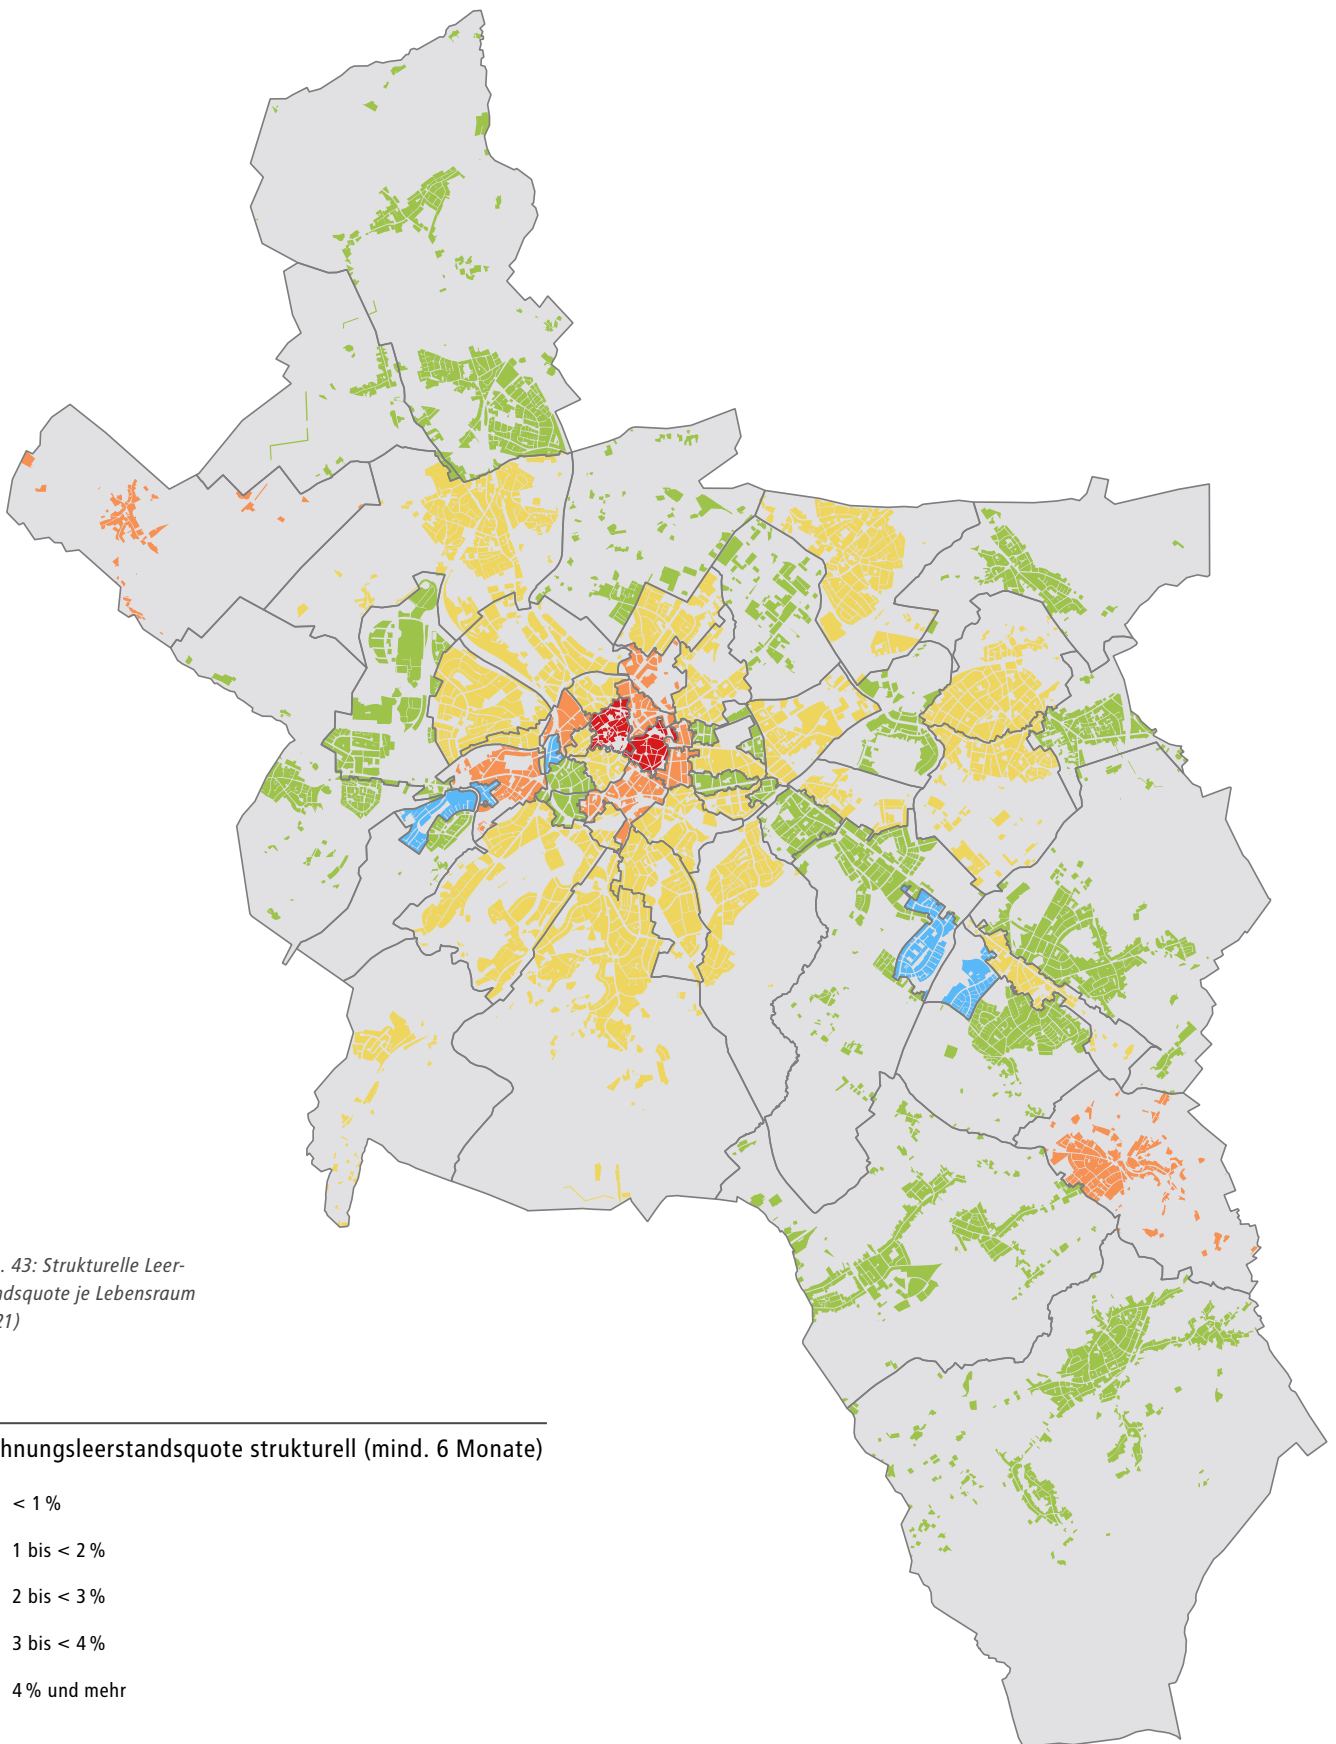 . 43: Strukturelle Leer-
ndsquote je Lebensraum
21)
hnungsleerstandsquote strukturell (mind. 6 Monate)
< 1 %
1 bis < 2 %
2 bis < 3 %
3 bis < 4 %
4 % und mehr